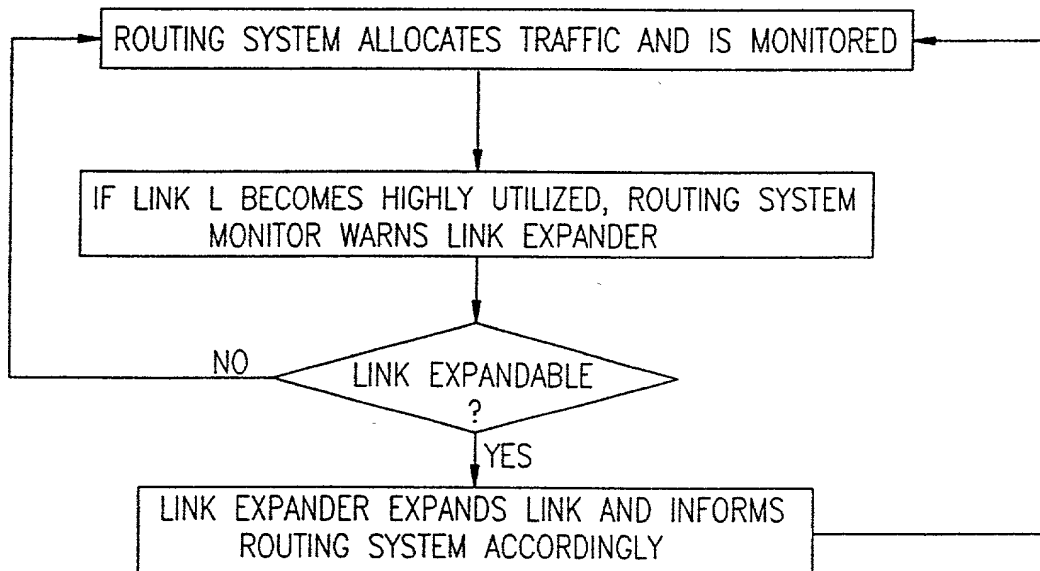 ROUTING SYSTEM ALLOCATES TRAFFIC AND IS MONITORED
IF LINK L BECOMES HIGHLY UTILIZED, ROUTING SYSTEM
MONITOR WARNS LINK EXPANDER
NO
LINK EXPANDABLE
?
YES
LINK EXPANDER EXPANDS LINK AND INFORMS
ROUTING SYSTEM ACCORDINGLY